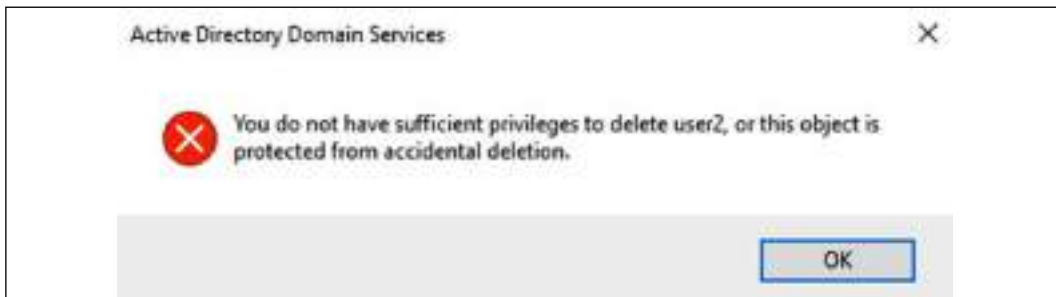 Active Directory Domain Services
You do not have sufficient privileges to delete user2, or this object is
protected from accidental deletion.
OK